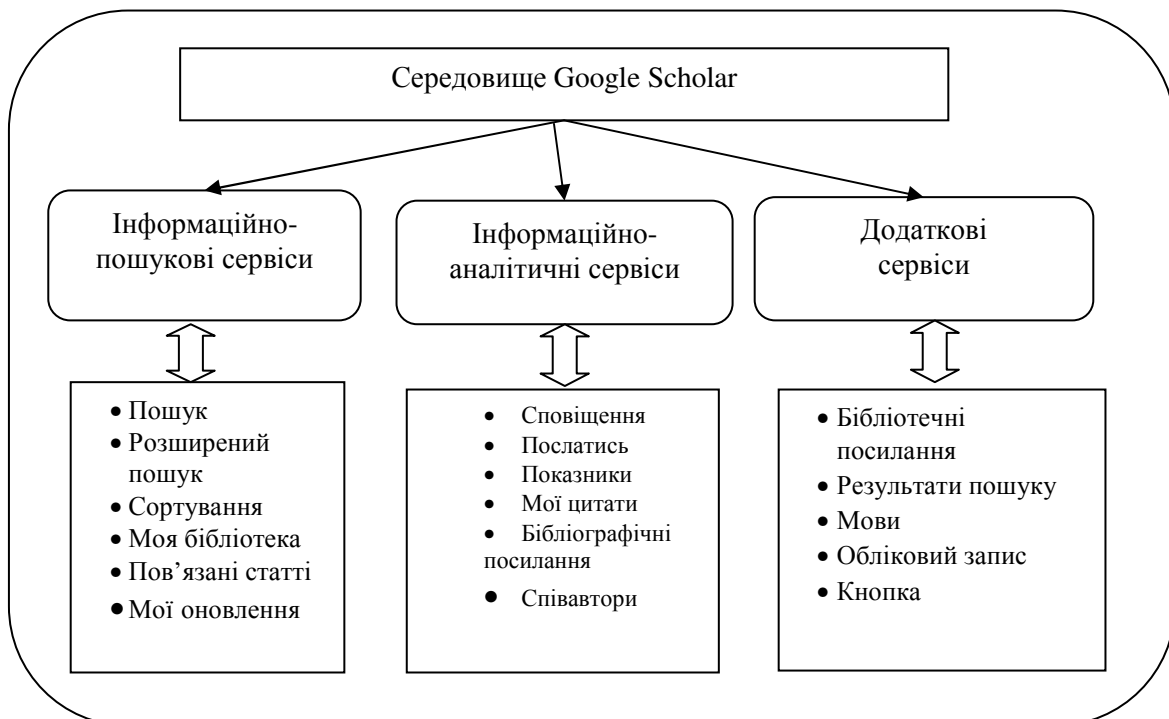 Середовище Google Scholar
Інформаційно-
пошукові сервіси
Інформаційно-
аналітичні сервіси
Додаткові
сервіси
• Пошук
• Розширений
пошук
• Сортування
• Моя бібліотека
• Пов’язані статті
• Мої оновлення
• Сповіщення
• Послатись
• Показники
• Мої цитати
• Бібліографічні
посилання
• Співавтори
• Бібліотечні
посилання
• Результати пошуку
• Мови
• Обліковий запис
• Кнопка